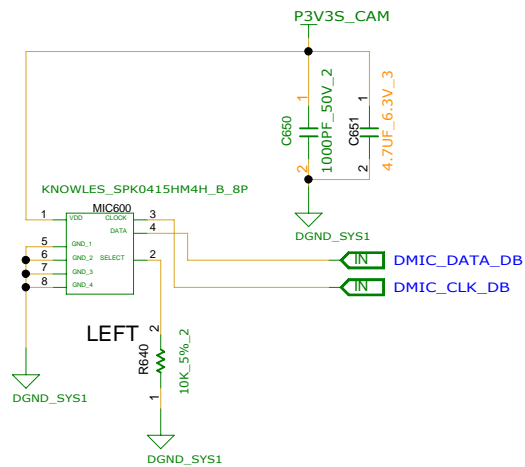 P3V3S_CAM
1
C650
1000PF_50V_2
2
1
C651
4.7UF_6.3V_3
2
DGND_SYS1
KNOWLES_SPK0415HM4H_B_8P
MIC600
1 VDD CLOCK 3
DATA 4
5 GND_1
6 GND_2 SELECT 2
7 GND_3
8 GND_4
IN DMIC_DATA_DB
IN DMIC_CLK_DB
LEFT
2
R640
10K_5%_2
1
DGND_SYS1
DGND_SYS1